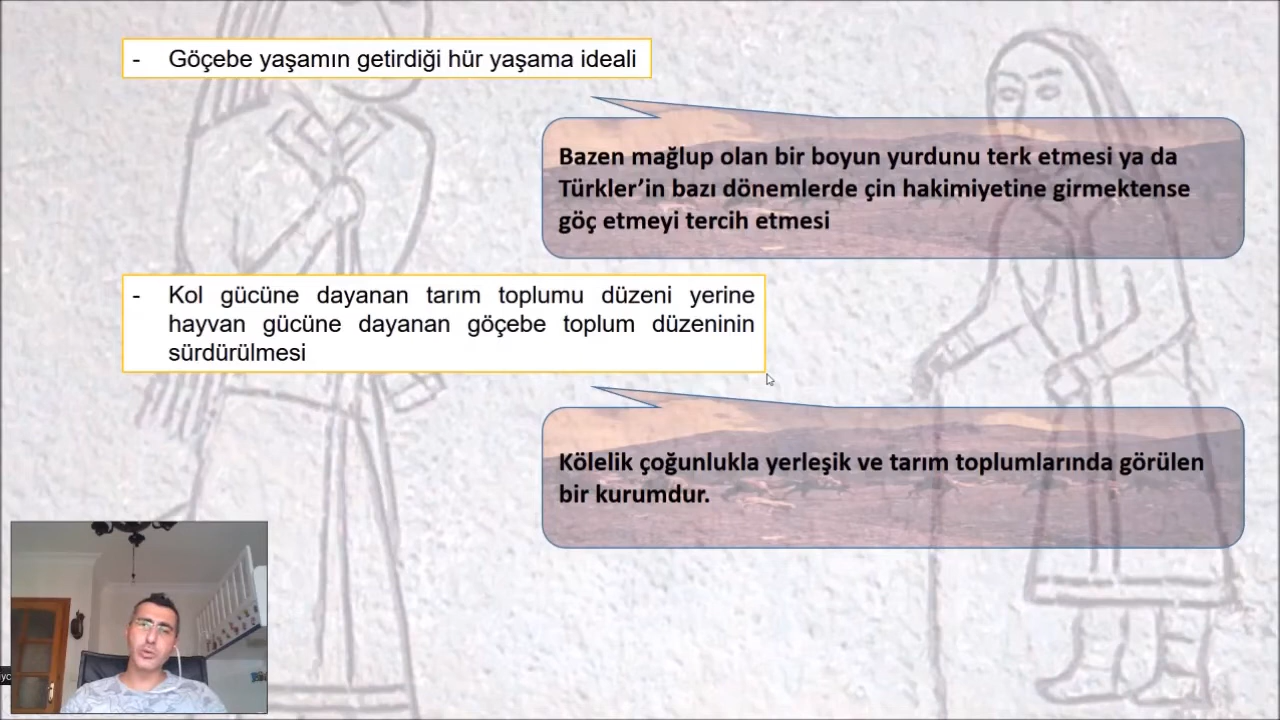 - Göçebe yaşamın getirdiği hür yaşama ideali
Bazen mağlup olan bir boyun yurdunu terk etmesi ya da
Türkler’in bazı dönemlerde çin hakimiyetine girmektense
göç etmeyi tercih etmesi
- Kol gücüne dayanan tarım toplumu düzeni yerine
hayvan gücüne dayanan göçebe toplum düzeninin
sürdürülmesi
Kölelik çoğunlukla yerleşik ve tarım toplumlarında görülen
bir kurumdur.